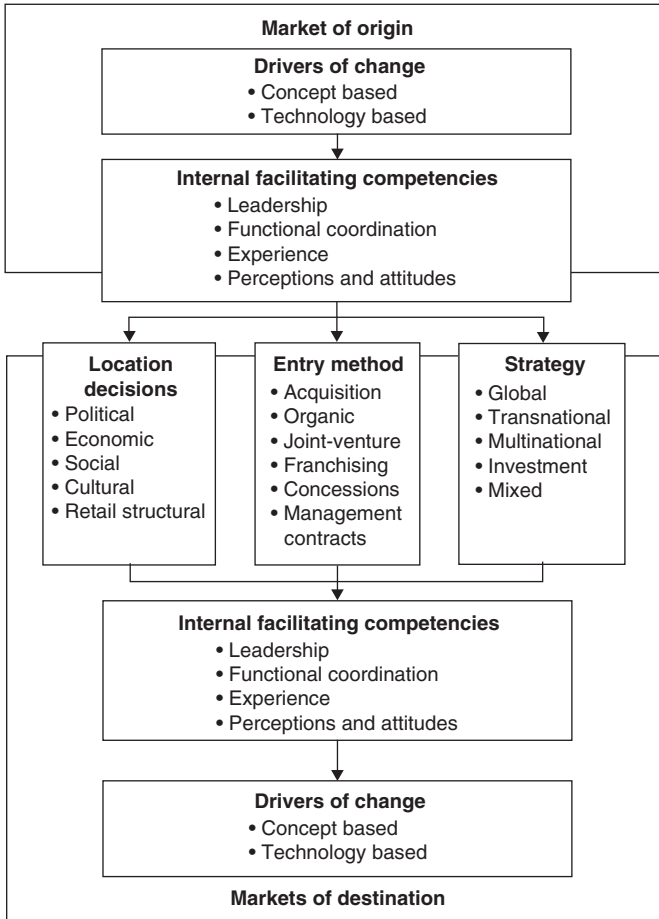 Market of origin
Drivers of change
• Concept based
• Technology based
Internal facilitating competencies
• Leadership
• Functional coordination
• Experience
• Perceptions and attitudes
Location
decisions
• Political
• Economic
• Social
• Cultural
• Retail structural
Entry method
• Acquisition
• Organic
• Joint-venture
• Franchising
• Concessions
• Management
contracts
Strategy
• Global
• Transnational
• Multinational
• Investment
• Mixed
Internal facilitating competencies
• Leadership
• Functional coordination
• Experience
• Perceptions and attitudes
Drivers of change
• Concept based
• Technology based
Markets of destination